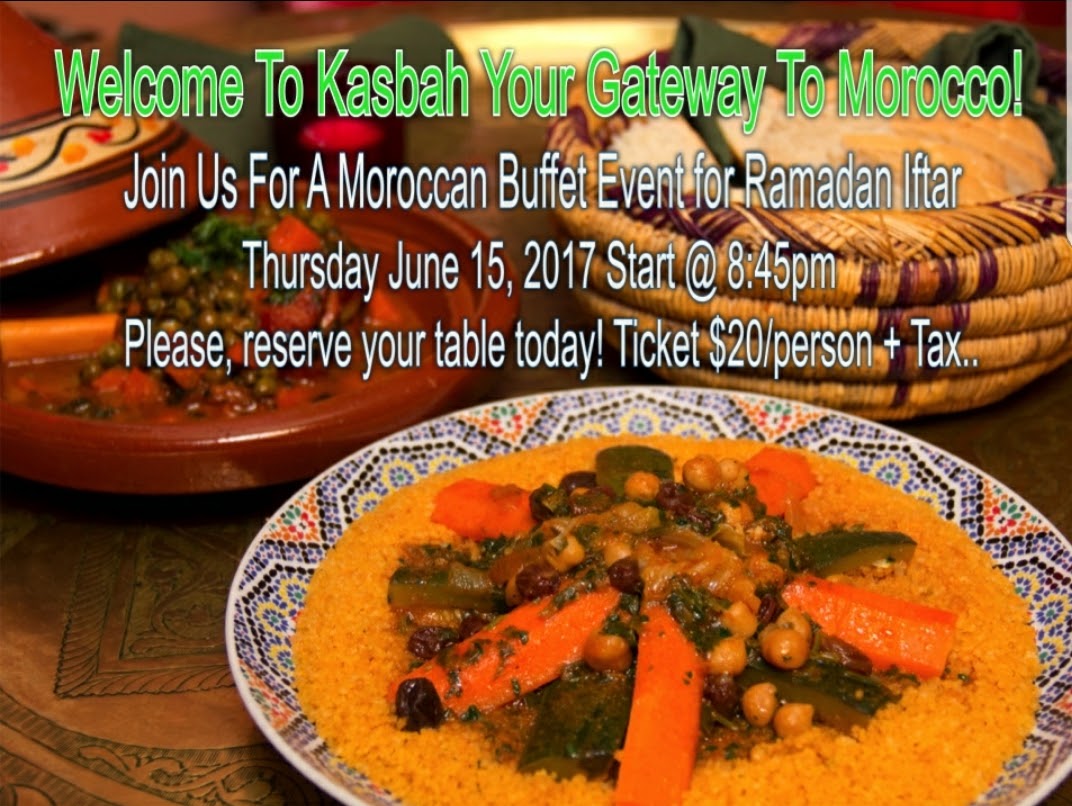 Welcome To Kasbah Your Gateway To Morocco!
Join Us For A Moroccan Buffet Event for Ramadan Iftar
Thursday June 15, 2017 Start @ 8:45pm
Please, reserve your table today! Ticket $20/person + Tax..